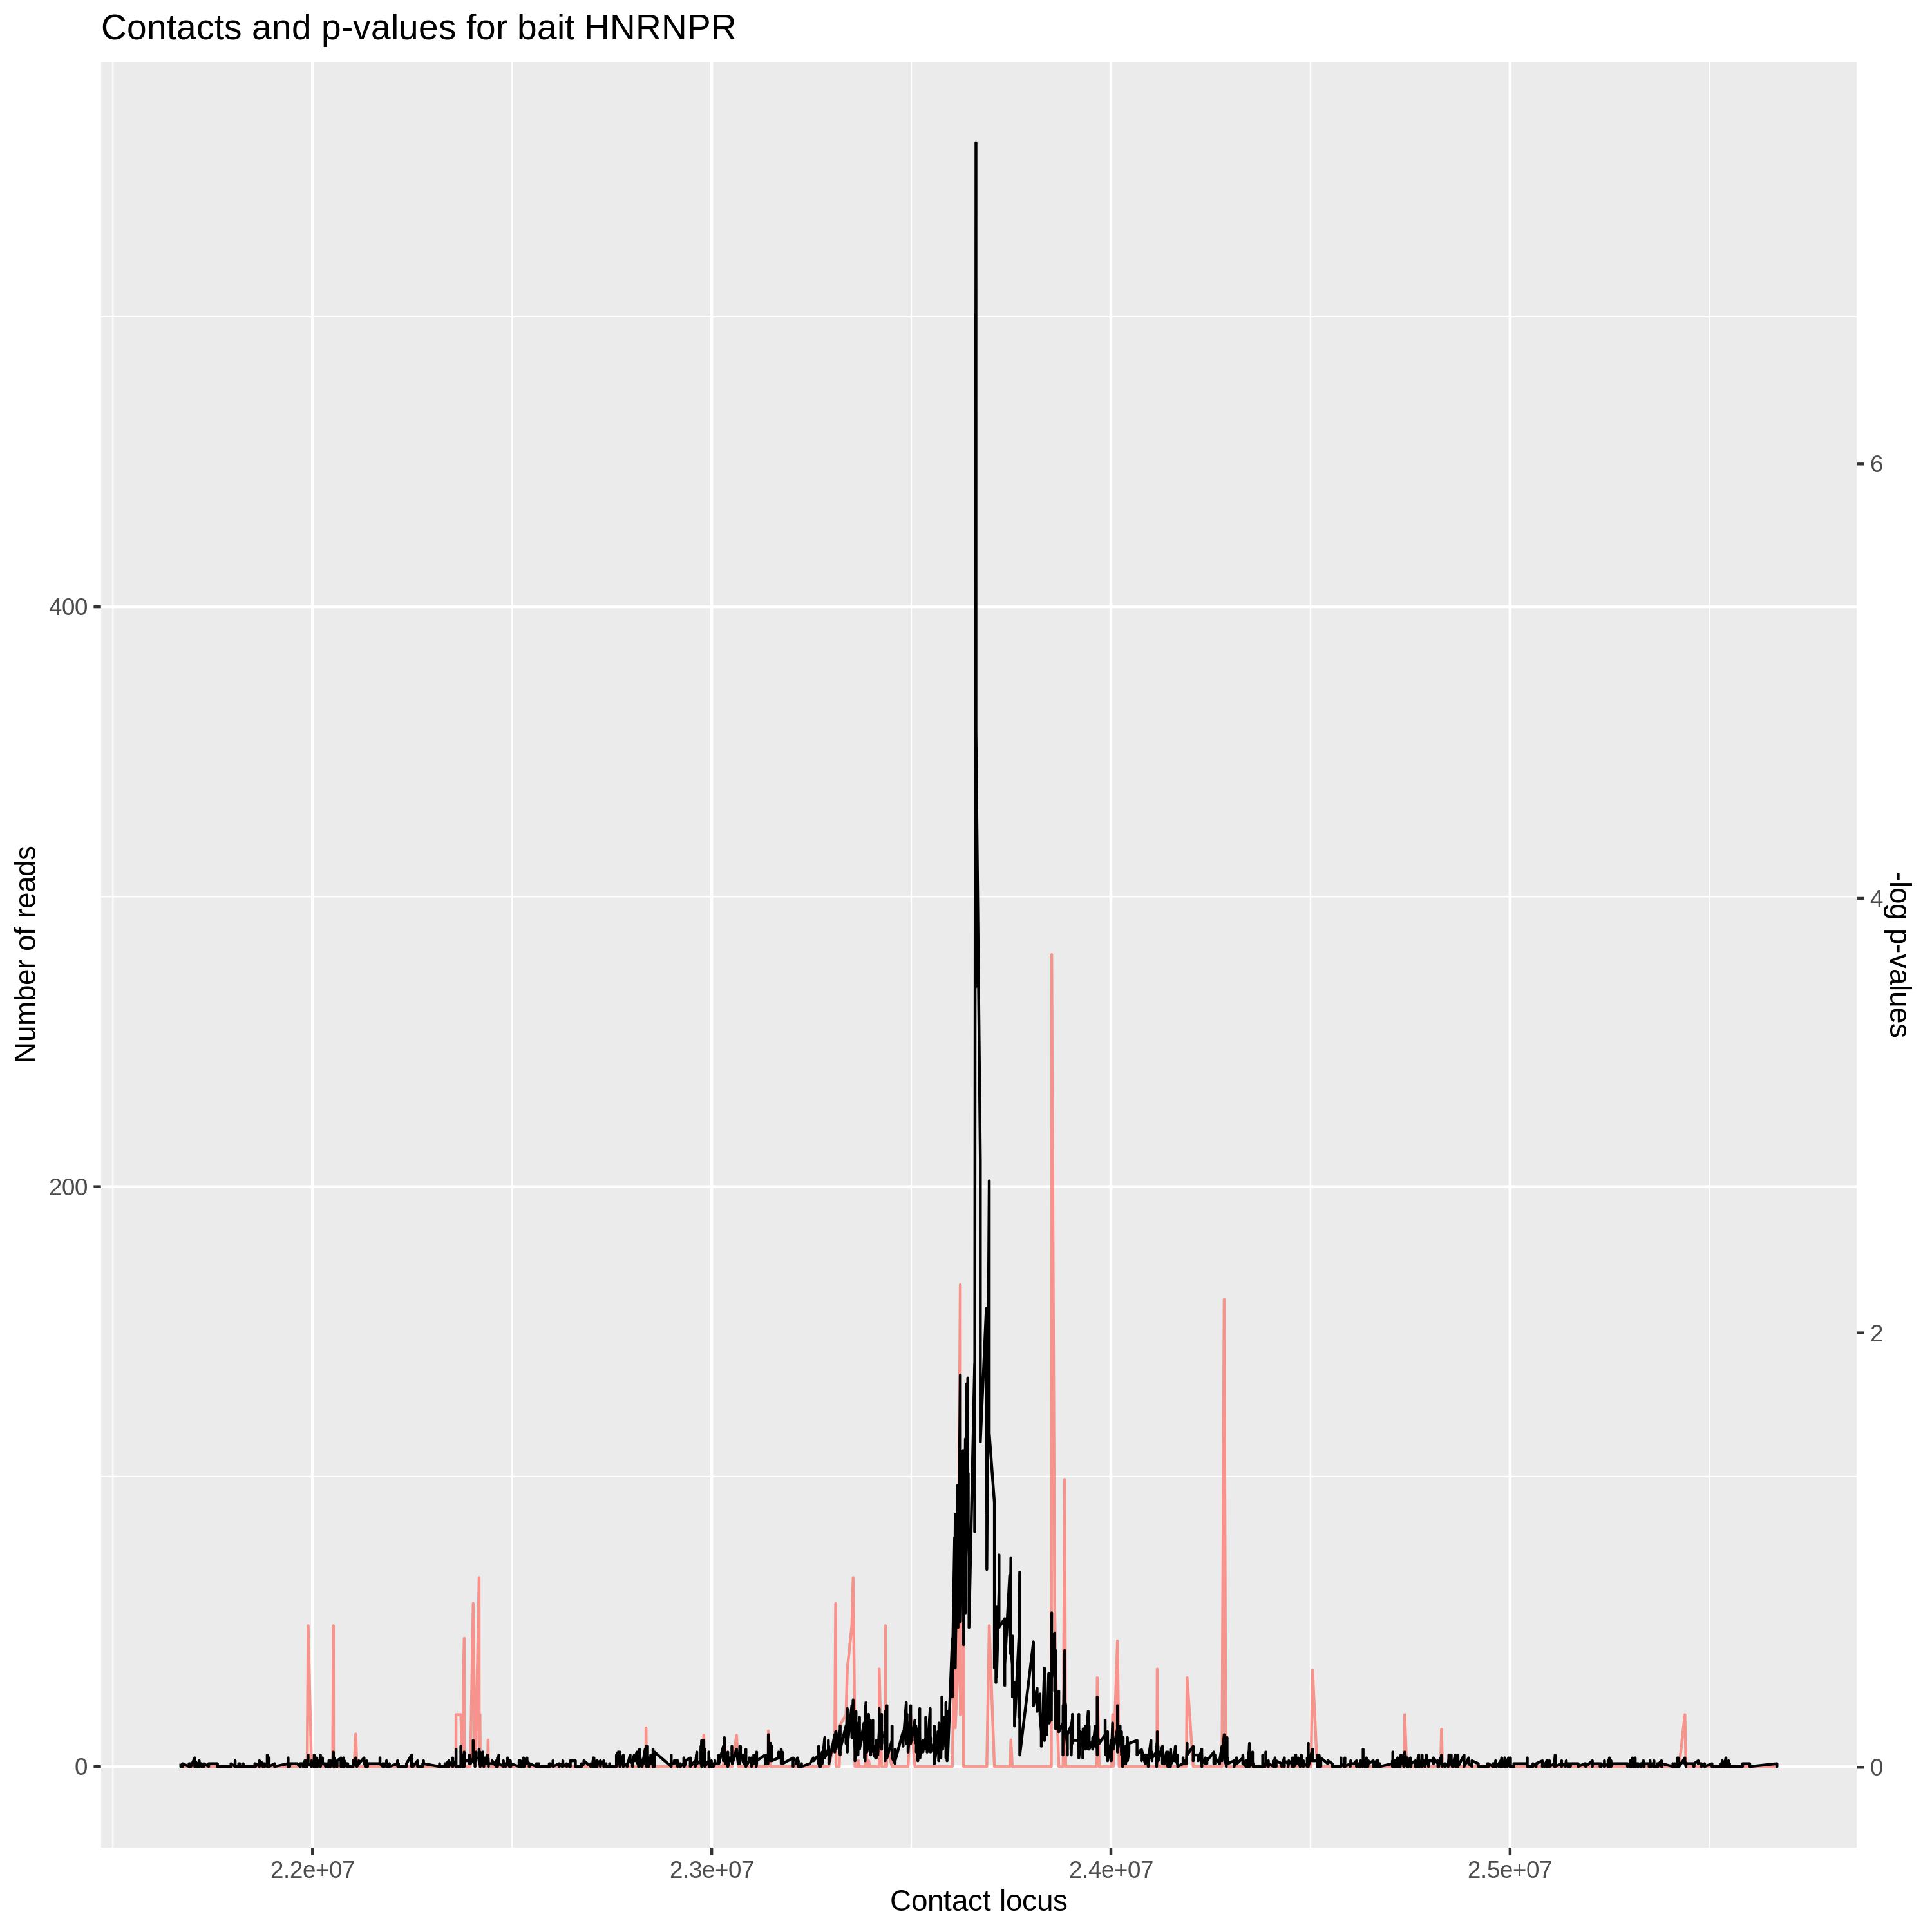 Contacts and p-values for bait HNRNPR
Number of reads
400
200
0
6
4
2
0
-log p-values
2.2e+07
2.3e+07
2.4e+07
2.5e+07
Contact locus